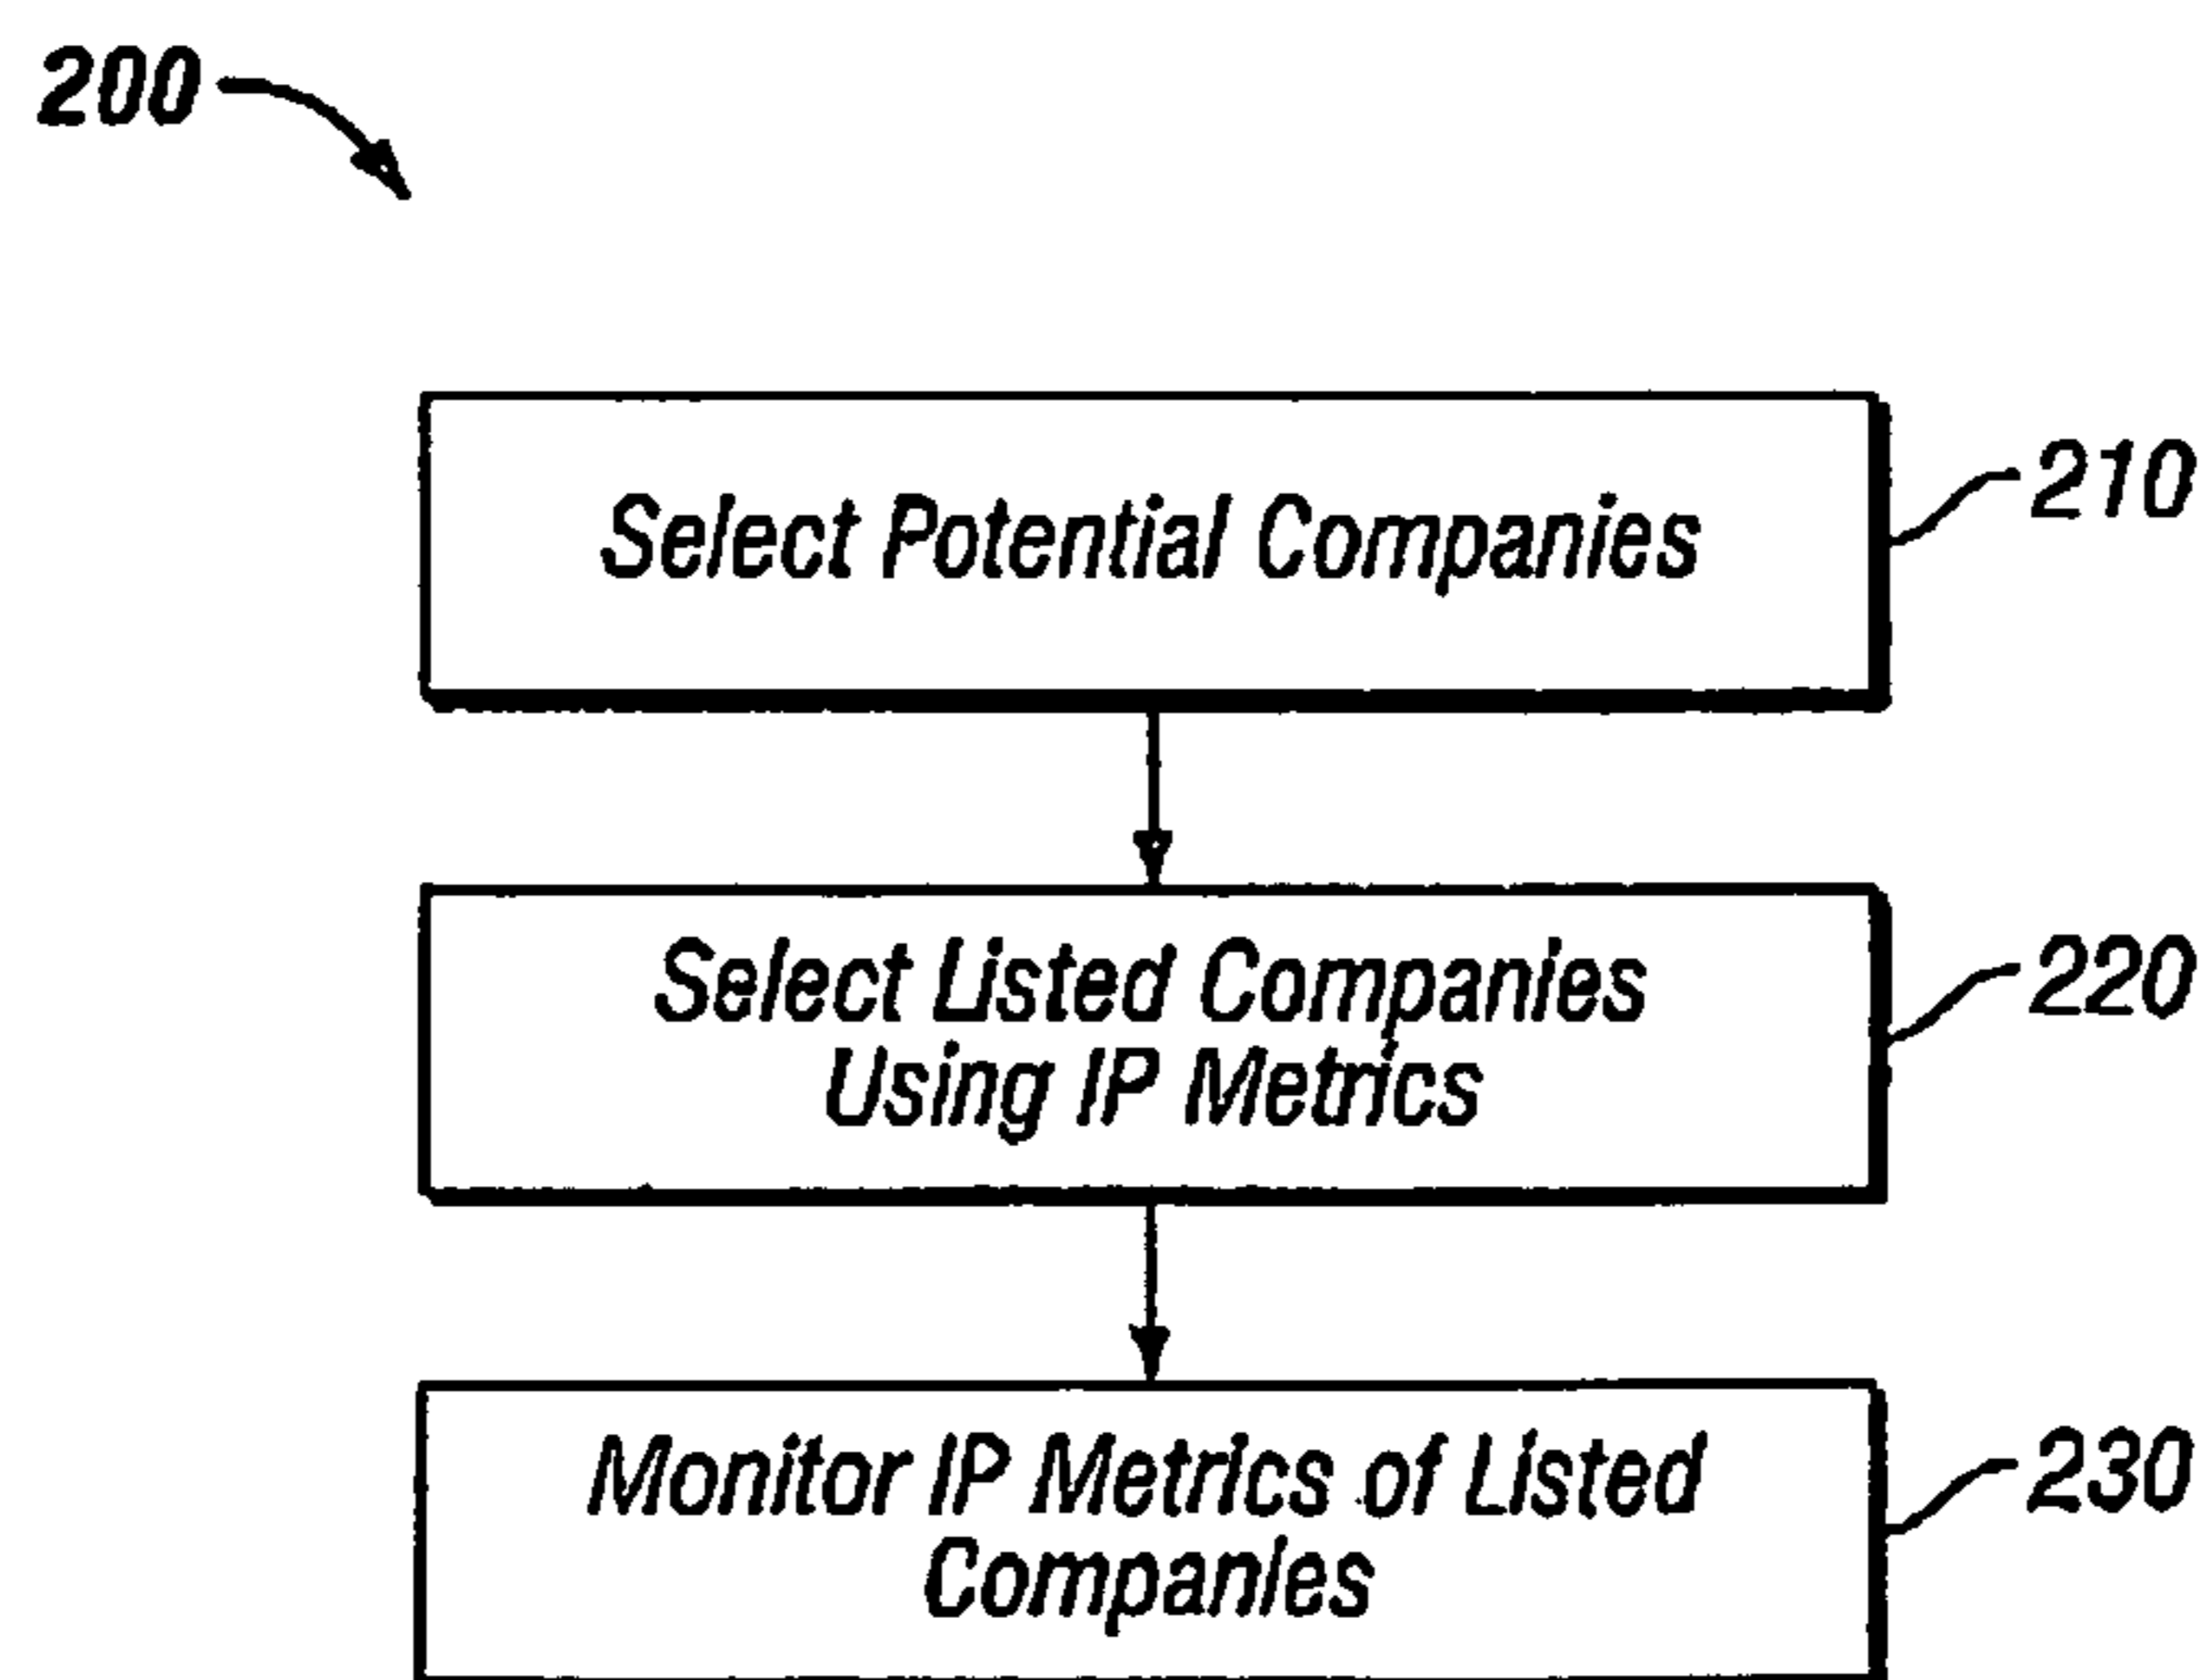 200
Select Potential Companies
210
Select Listed Companies
Using IP Metrics
220
Monitor IP Metrics of Listed
Companies
230